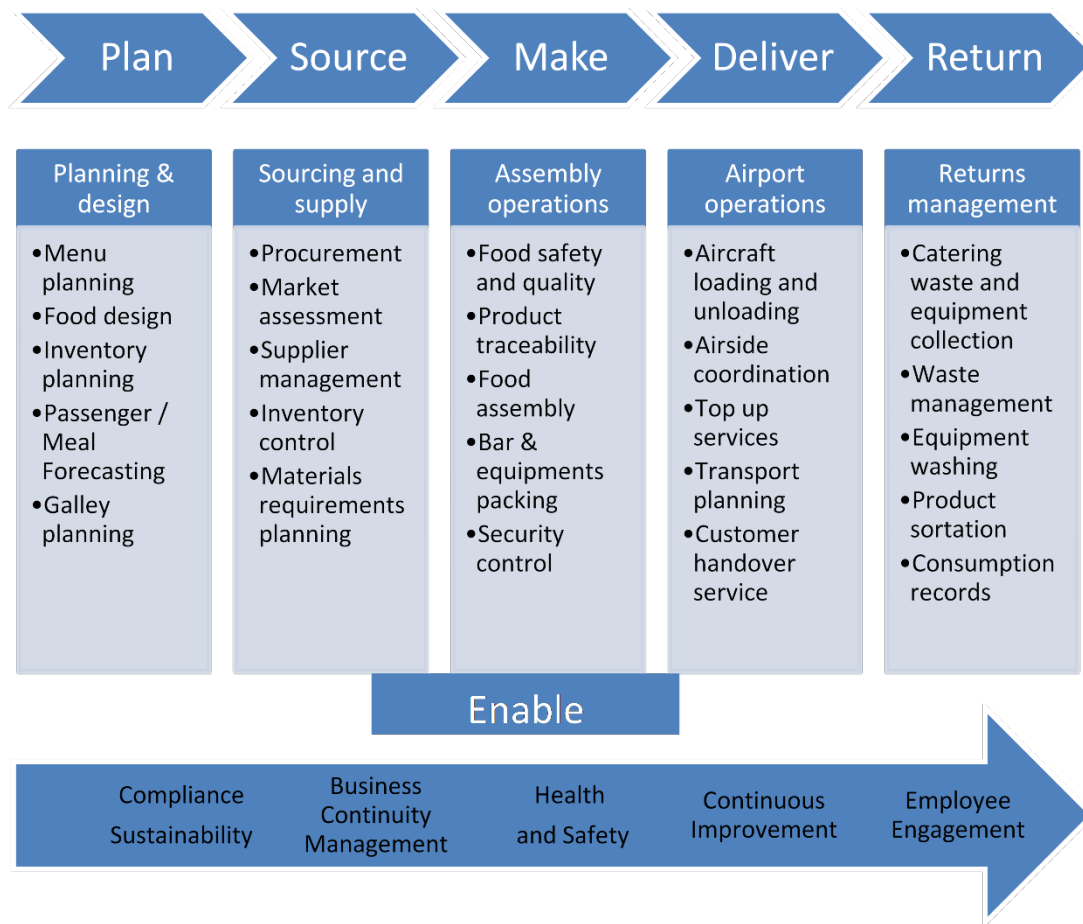 Plan
Source
Make
Deliver
Return
Planning &
design
•Menu
planning
•Food design
•Inventory
planning
•Passenger /
Meal
Forecasting
•Galley
planning
Sourcing and
supply
•Procurement
•Market
assessment
•Supplier
management
•Inventory
control
•Materials
requirements
planning
Assembly
operations
•Food safety
and quality
•Product
traceability
•Food
assembly
•Bar &
equipments
packing
•Security
control
Airport
operations
•Aircraft
loading and
unloading
•Airside
coordination
•Top up
services
•Transport
planning
•Customer
handover
service
Returns
management
•Catering
waste and
equipment
collection
•Waste
management
•Equipment
washing
•Product
sortation
•Consumption
records
Enable
Compliance
Sustainability
Business
Continuity
Management
Health
and Safety
Continuous
Improvement
Employee
Engagement